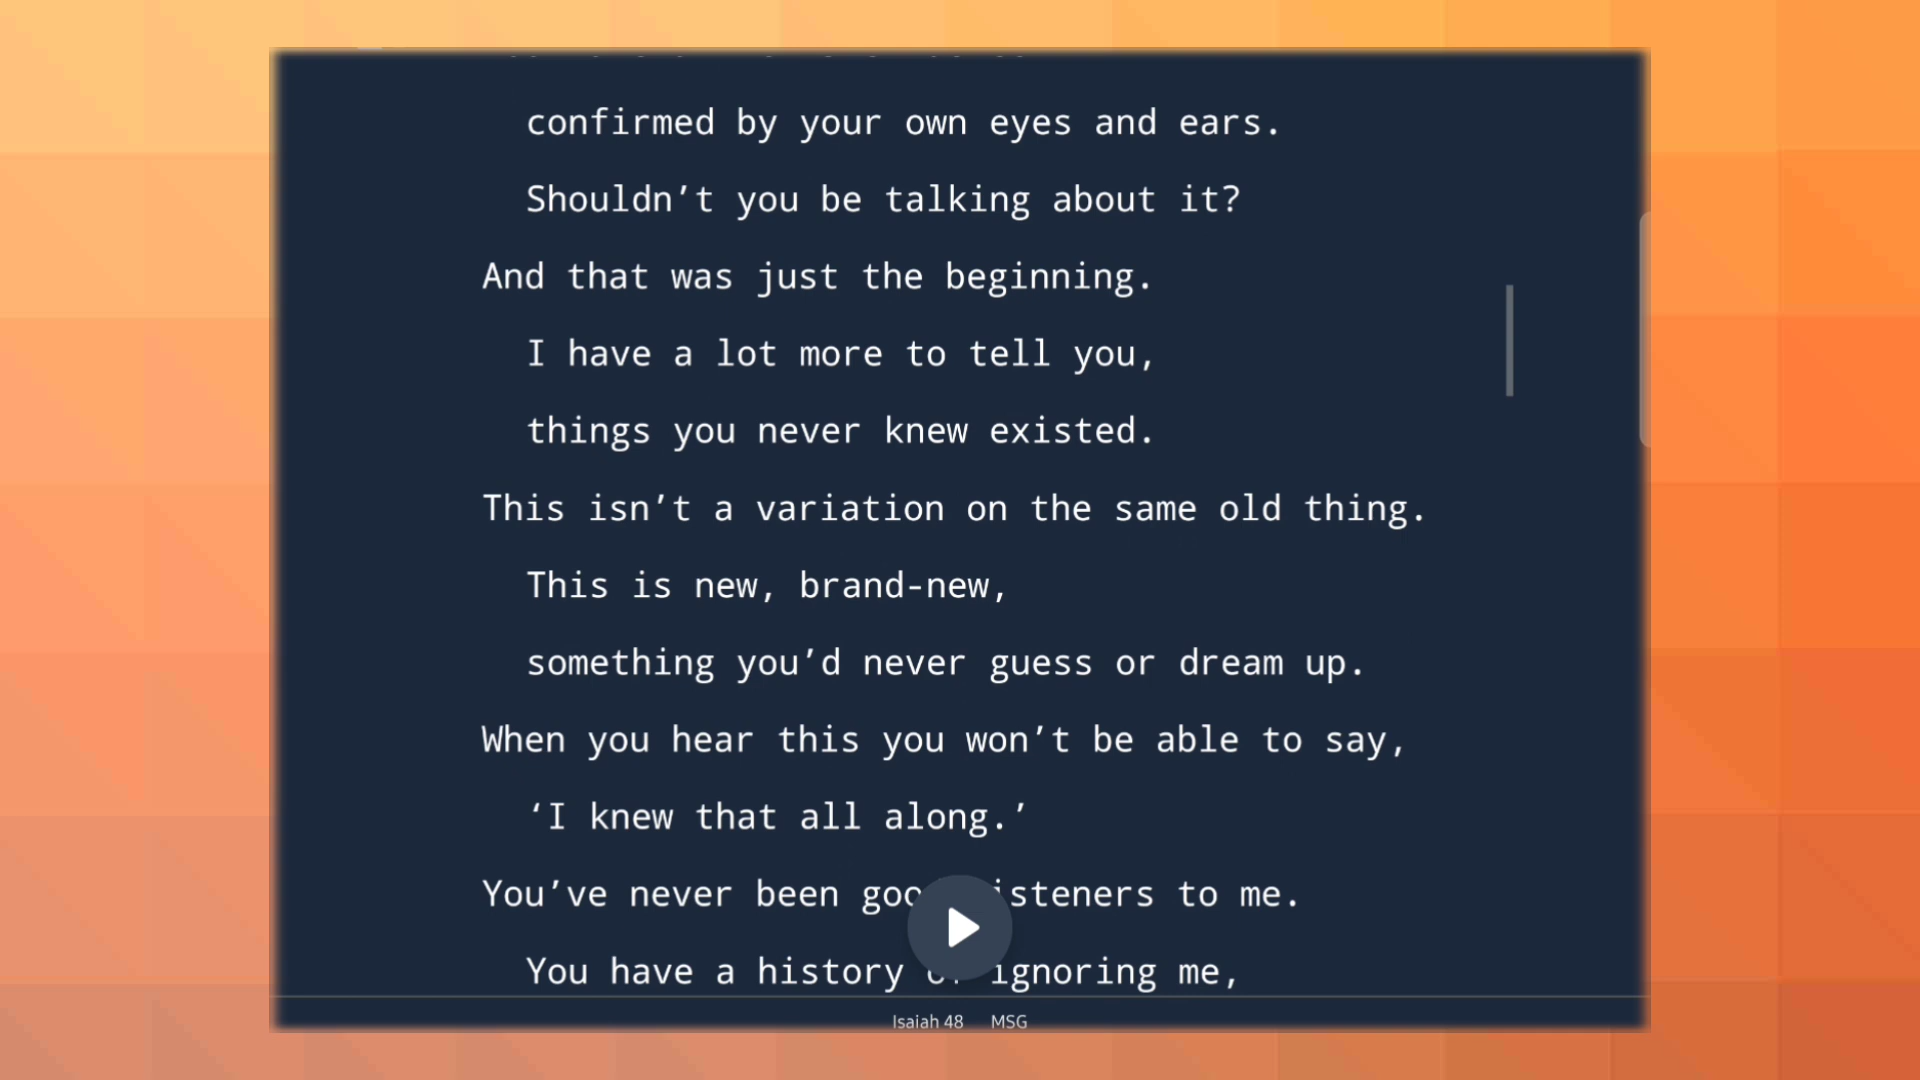 confirmed by your own eyes and ears.
Shouldn’t you be talking about it?
And that was just the beginning.
I have a lot more to tell you,
things you never knew existed.
This isn’t a variation on the same old thing.
This is new, brand-new,
something you’d never guess or dream up.
When you hear this you won’t be able to say,
‘I knew that all along.’
You’ve never been good listeners to me.
You have a history of ignoring me,
Isaiah 48 MSG